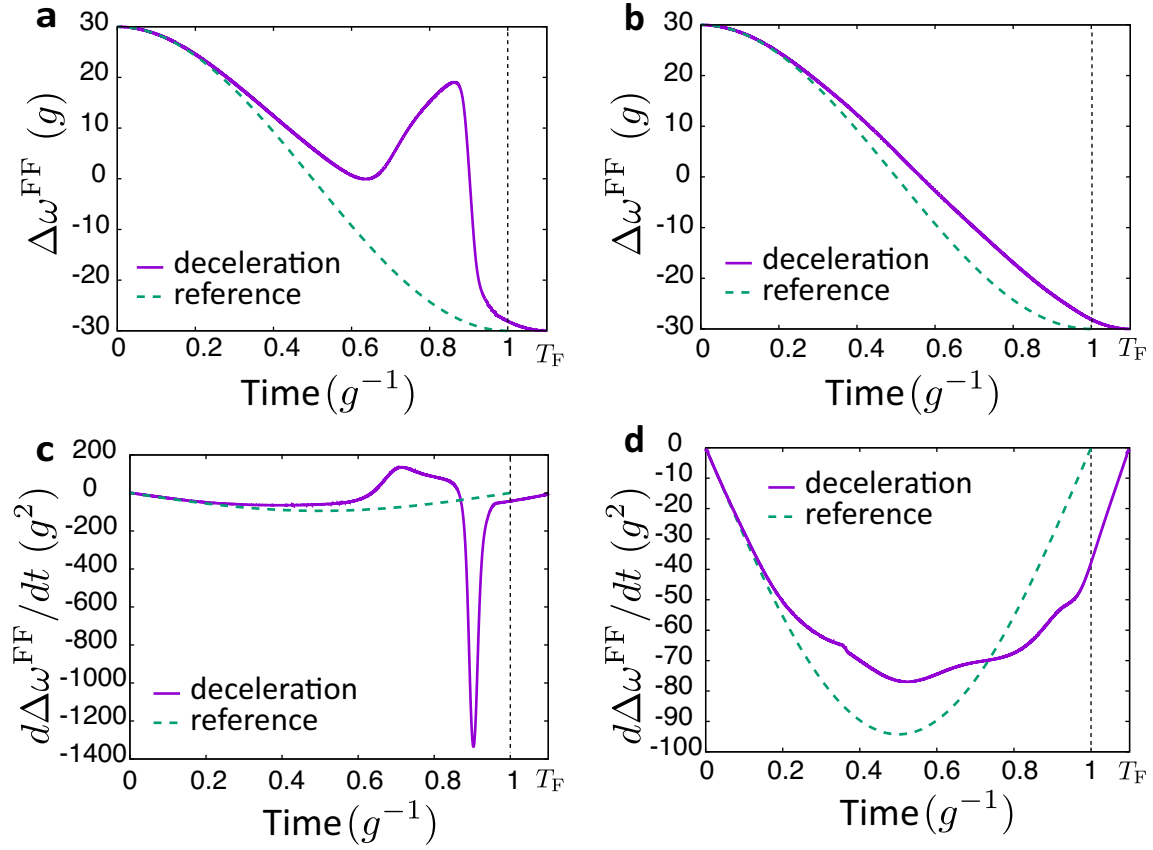 a
30
20
10
0
-10
-20
-30
Δω^FF (g)
deceleration
reference
0
0.2
0.4
0.6
0.8
1
T_F
Time (g⁻¹)
b
30
20
10
0
-10
-20
-30
Δω^FF (g)
deceleration
reference
0
0.2
0.4
0.6
0.8
1
T_F
Time (g⁻¹)
c
200
0
-200
-400
-600
-800
-1000
-1200
-1400
dΔω^FF/dt (g²)
deceleration
reference
0
0.2
0.4
0.6
0.8
1
T_F
Time (g⁻¹)
d
0
-10
-20
-30
-40
-50
-60
-70
-80
-90
-100
dΔω^FF/dt (g²)
deceleration
reference
0
0.2
0.4
0.6
0.8
1
T_F
Time (g⁻¹)